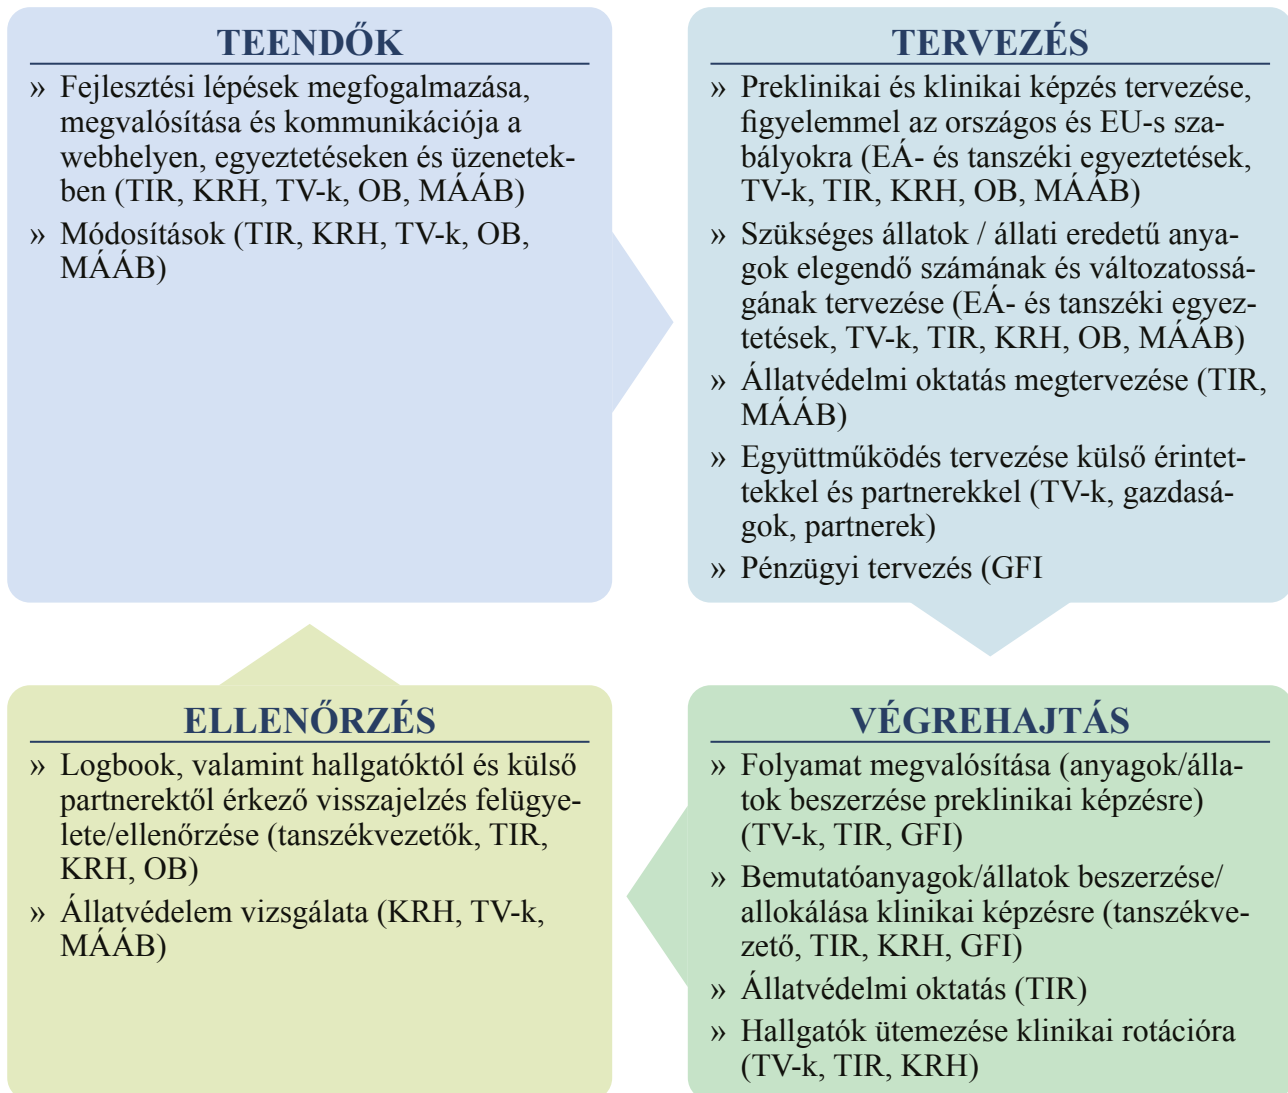 TEENDŐK
» Fejlesztési lépések megfogalmazása,
megvalósítása és kommunikációja a
webhelyen, egyeztetéseken és üzenetek-
ben (TIR, KRH, TV-k, OB, MÁÁB)
» Módosítások (TIR, KRH, TV-k, OB,
MÁÁB)
TERVEZÉS
» Preklinikai és klinikai képzés tervezése,
figyelemmel az országos és EU-s sza-
bályokra (EÁ- és tanszéki egyeztetések,
TV-k, TIR, KRH, OB, MÁÁB)
» Szükséges állatok / állati eredetű anya-
gok elegendő számának és változatossá-
gának tervezése (EÁ- és tanszéki egyez-
tetések, TV-k, TIR, KRH, OB, MÁÁB)
» Állatvédelmi oktatás megtervezése (TIR,
MÁÁB)
» Együttműködés tervezése külső érintet-
tekkel és partnerekkel (TV-k, gazdasá-
gok, partnerek)
» Pénzügyi tervezés (GFI
ELLENŐRZÉS
» Logbook, valamint hallgatóktól és külső
partnerektől érkező visszajelzés felügye-
lete/ellenőrzése (tanszékvezetők, TIR,
KRH, OB)
» Állatvédelem vizsgálata (KRH, TV-k,
MÁÁB)
VÉGREHAJTÁS
» Folyamat megvalósítása (anyagok/álla-
tok beszerzése preklinikai képzésre)
(TV-k, TIR, GFI)
» Bemutatóanyagok/állatok beszerzése/
allokálása klinikai képzésre (tanszékve-
zető, TIR, KRH, GFI)
» Állatvédelmi oktatás (TIR)
» Hallgatók ütemezése klinikai rotációra
(TV-k, TIR, KRH)